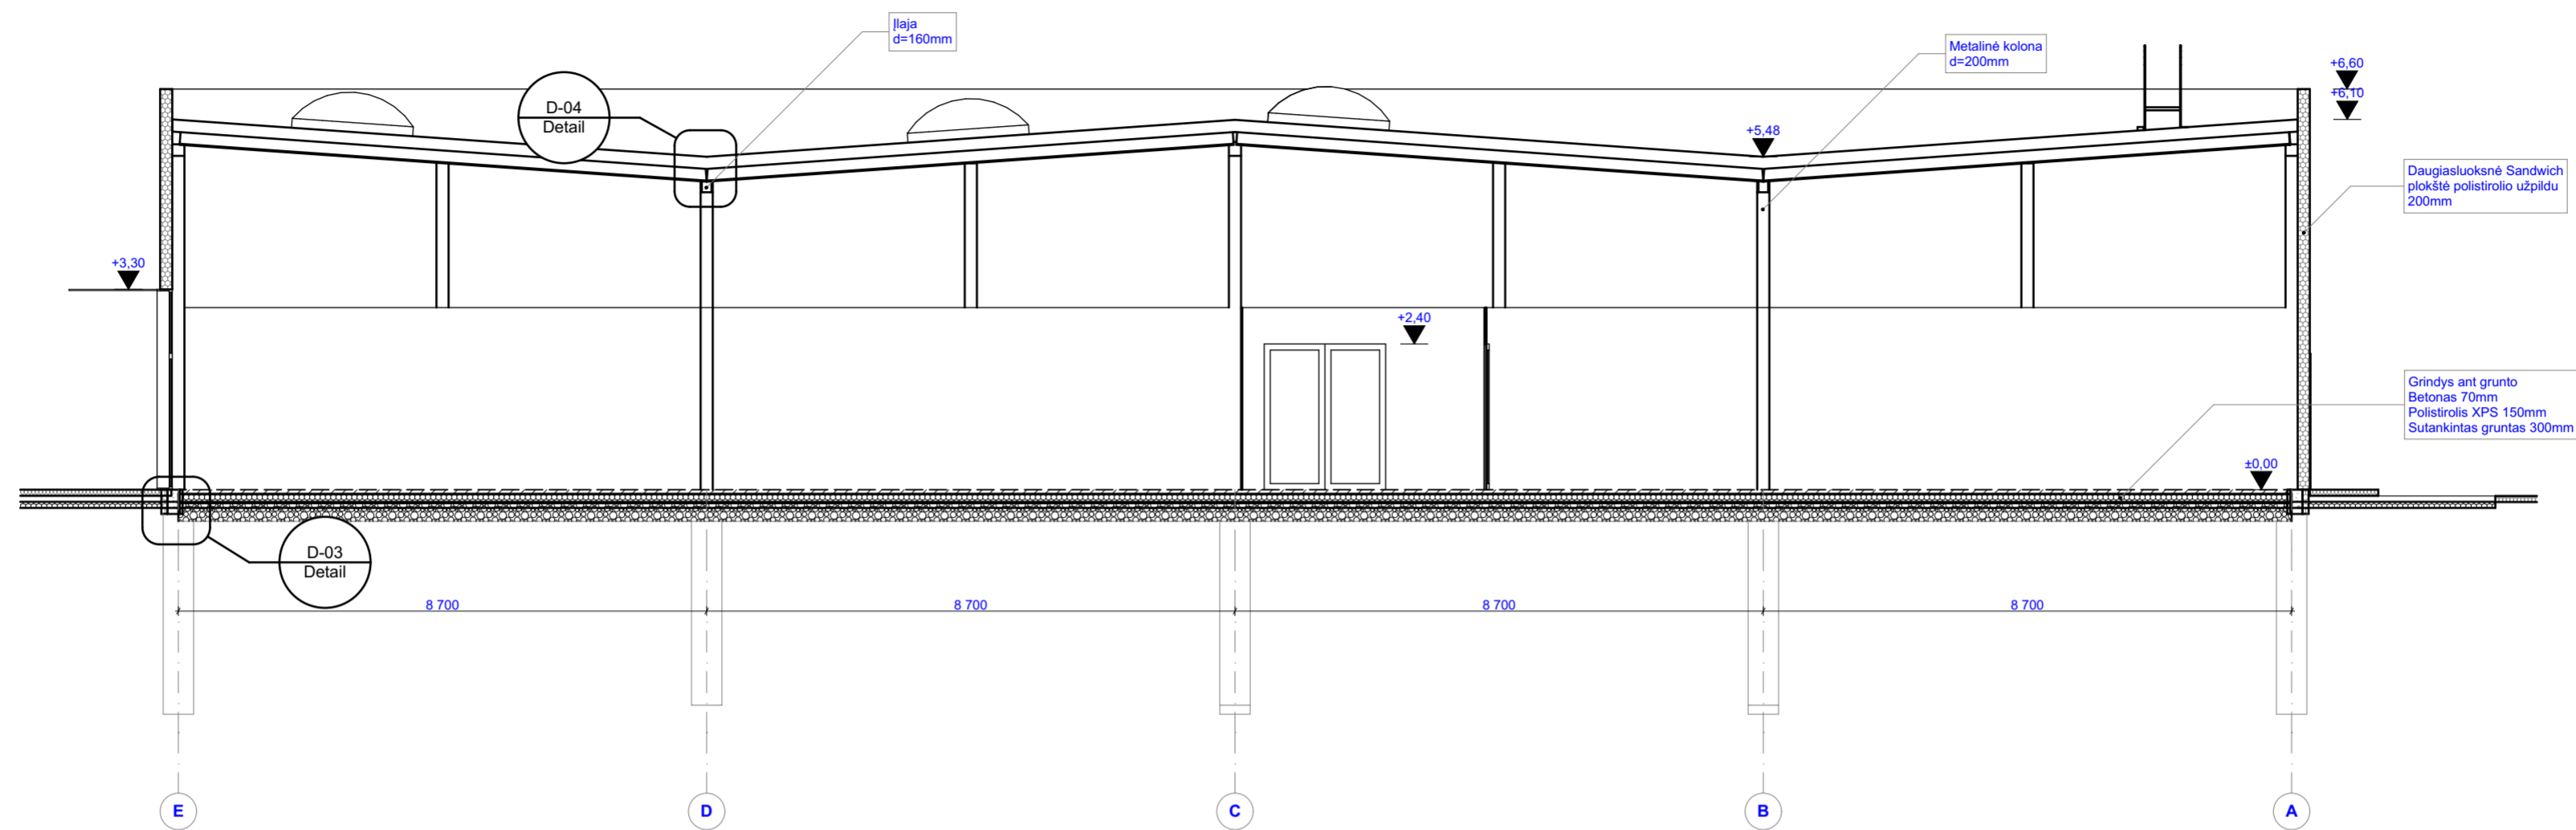 Įlaja
d=160mm
Metalinė kolona
d=200mm
+6,60
+6,10
D-04
Detail
+5,48
Daugiasluoksnė Sandwich
plokštė polistirolio užpildu
200mm
+3,30
+2,40
Grindys ant grunto
Betonas 70mm
Polistirolis XPS 150mm
Sutankintas gruntas 300mm
±0,00
D-03
Detail
8 700
8 700
8 700
8 700
E
D
C
B
A